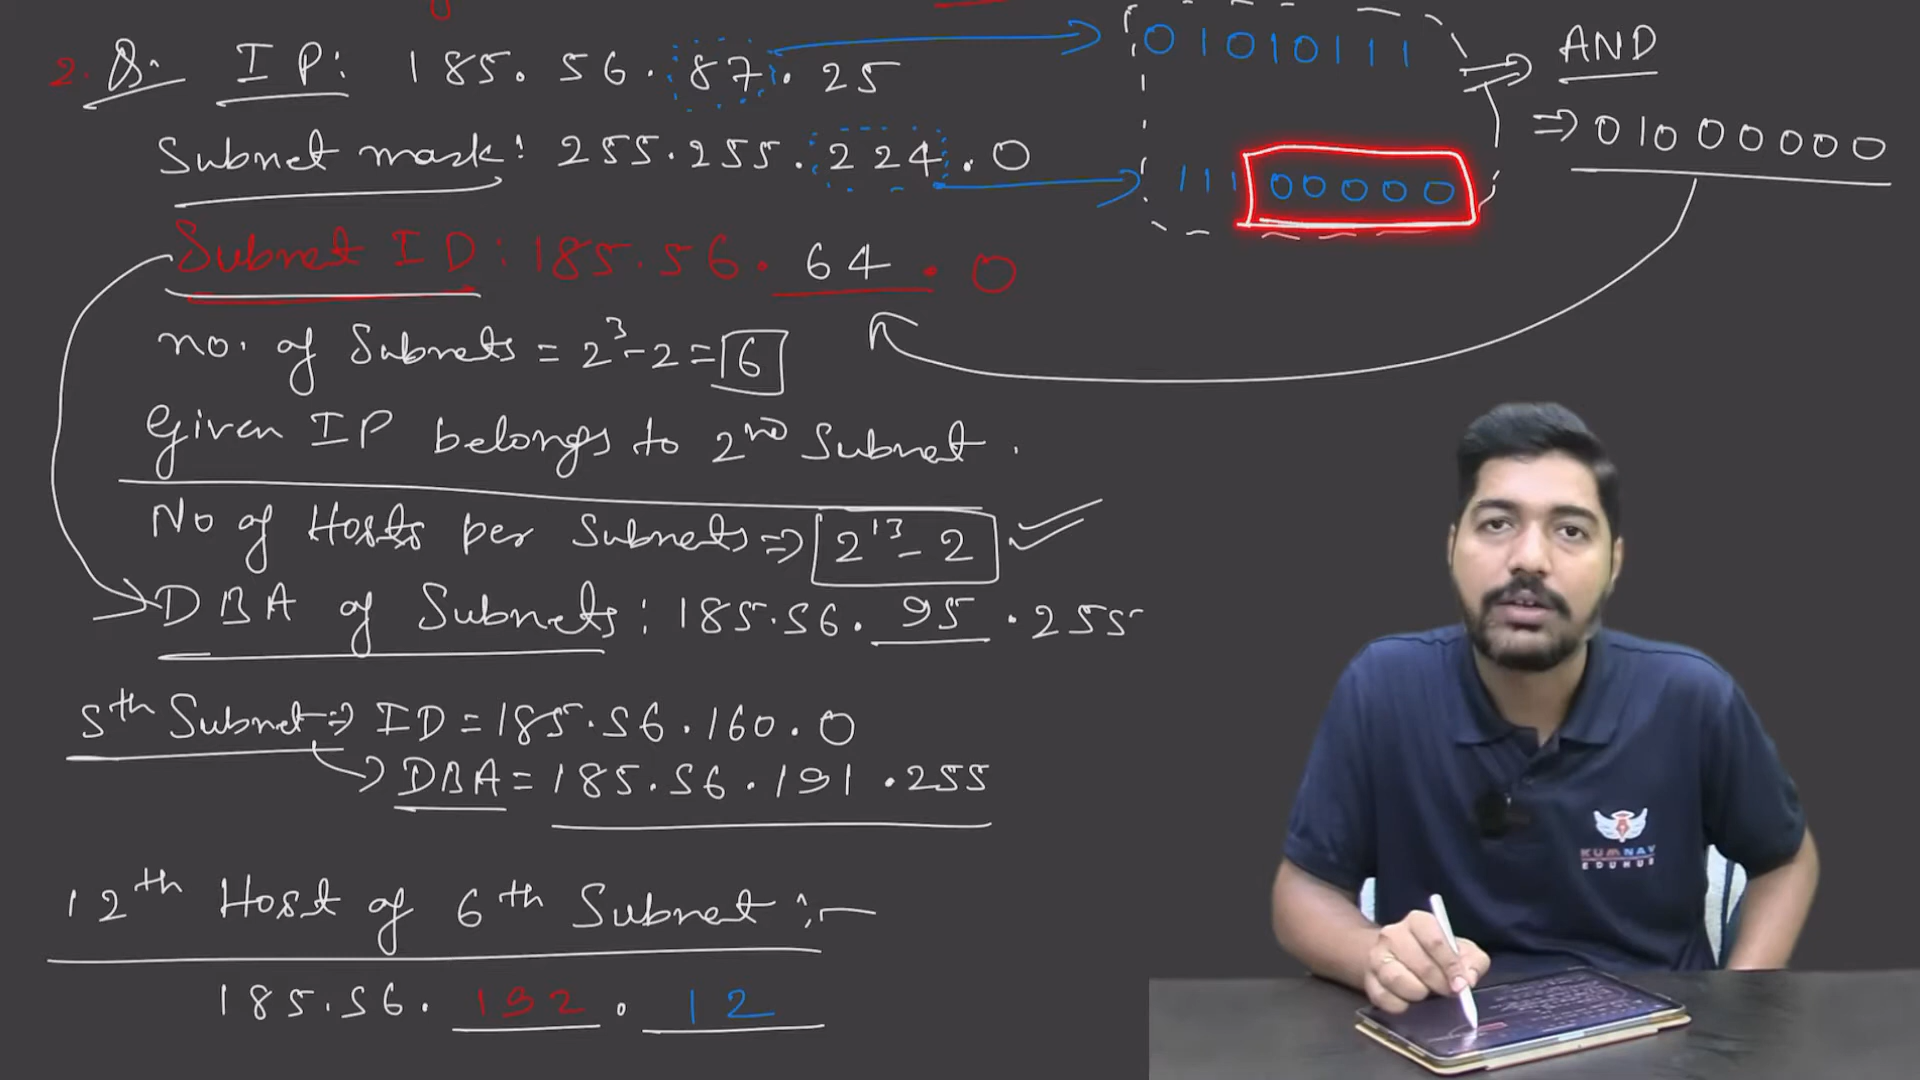 2. Q: IP: 185.56.87.25
01010111
AND
⇒ 01000000
Subnet mask: 255.255.224.0
11100000
Subnet ID: 185.56.64.0
no. of Subnets = 2³-2 = 6
Given IP belongs to 2nd Subnet.
No of Hosts per Subnets ⇒ 2¹³-2
DBA of Subnets: 185.56.95.255
5th Subnet ⇒ ID = 185.56.160.0
DBA = 185.56.191.255
12th Host of 6th Subnet :-
185.56.192.12
KUMNAV
EDUHUB